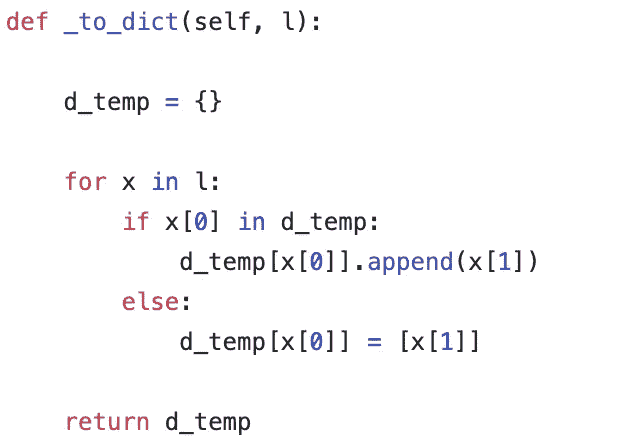 def _to_dict(self, l):
    d_temp = {}
    for x in l:
        if x[0] in d_temp:
            d_temp[x[0]].append(x[1])
        else:
            d_temp[x[0]] = [x[1]]
    return d_temp